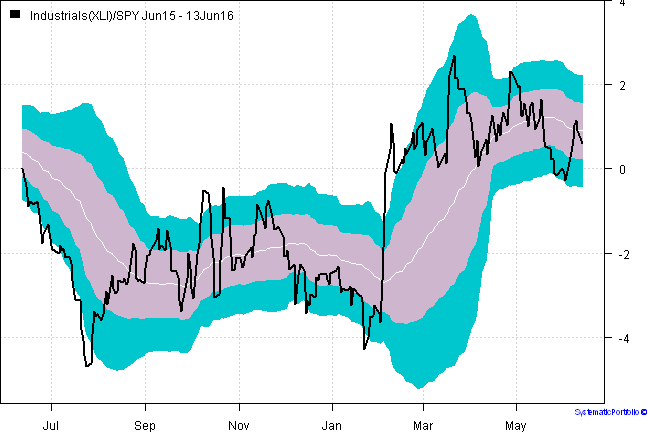 Industrials(XLI)/SPY Jun15 - 13Jun16
4
2
0
-2
-4
Jul Sep Nov Jan Mar May
SystematicPortfolio ©